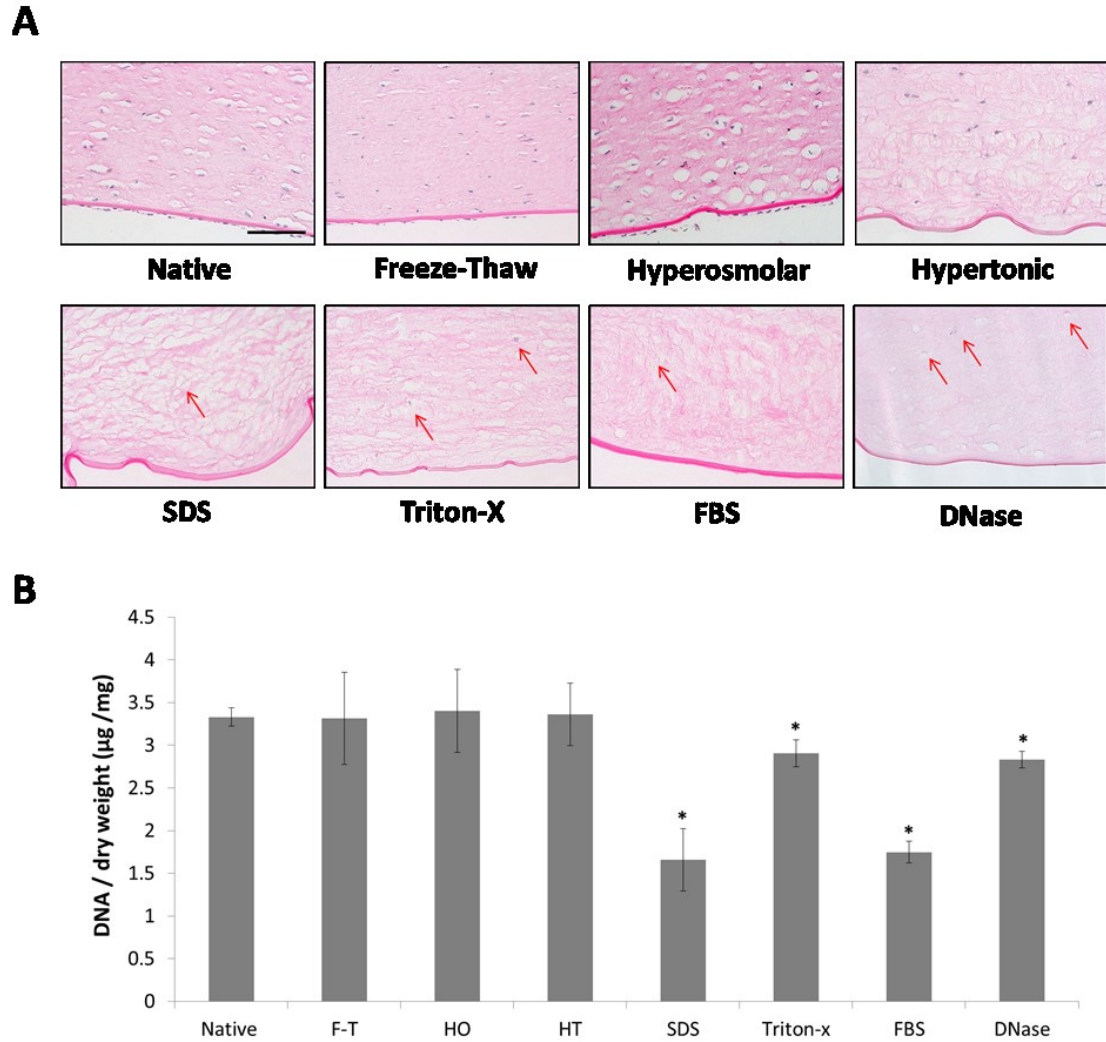 A
Native Freeze-Thaw Hyperosmolar Hypertonic
SDS Triton-X FBS DNase
B
DNA / dry weight (µg /mg)
4.5
4
3.5
3
2.5
2
1.5
1
0.5
0
* * * *
Native F-T HO HT SDS Triton-x FBS DNase